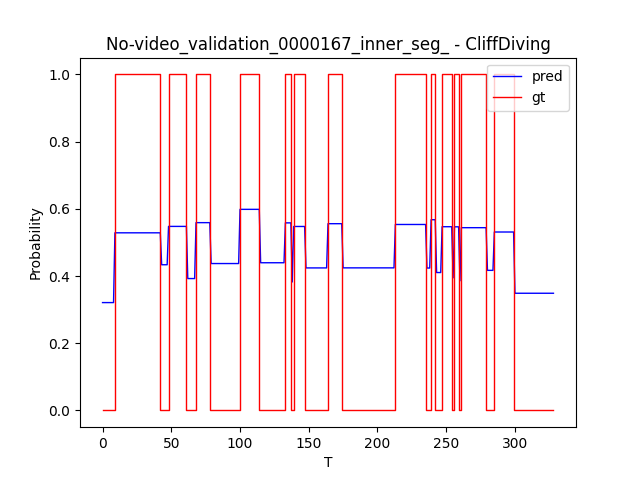 No-video_validation_0000167_inner_seg_ - CliffDiving
pred
gt
1.0
0.8
0.6
0.4
0.2
0.0
Probability
0 50 100 150 200 250 300
T